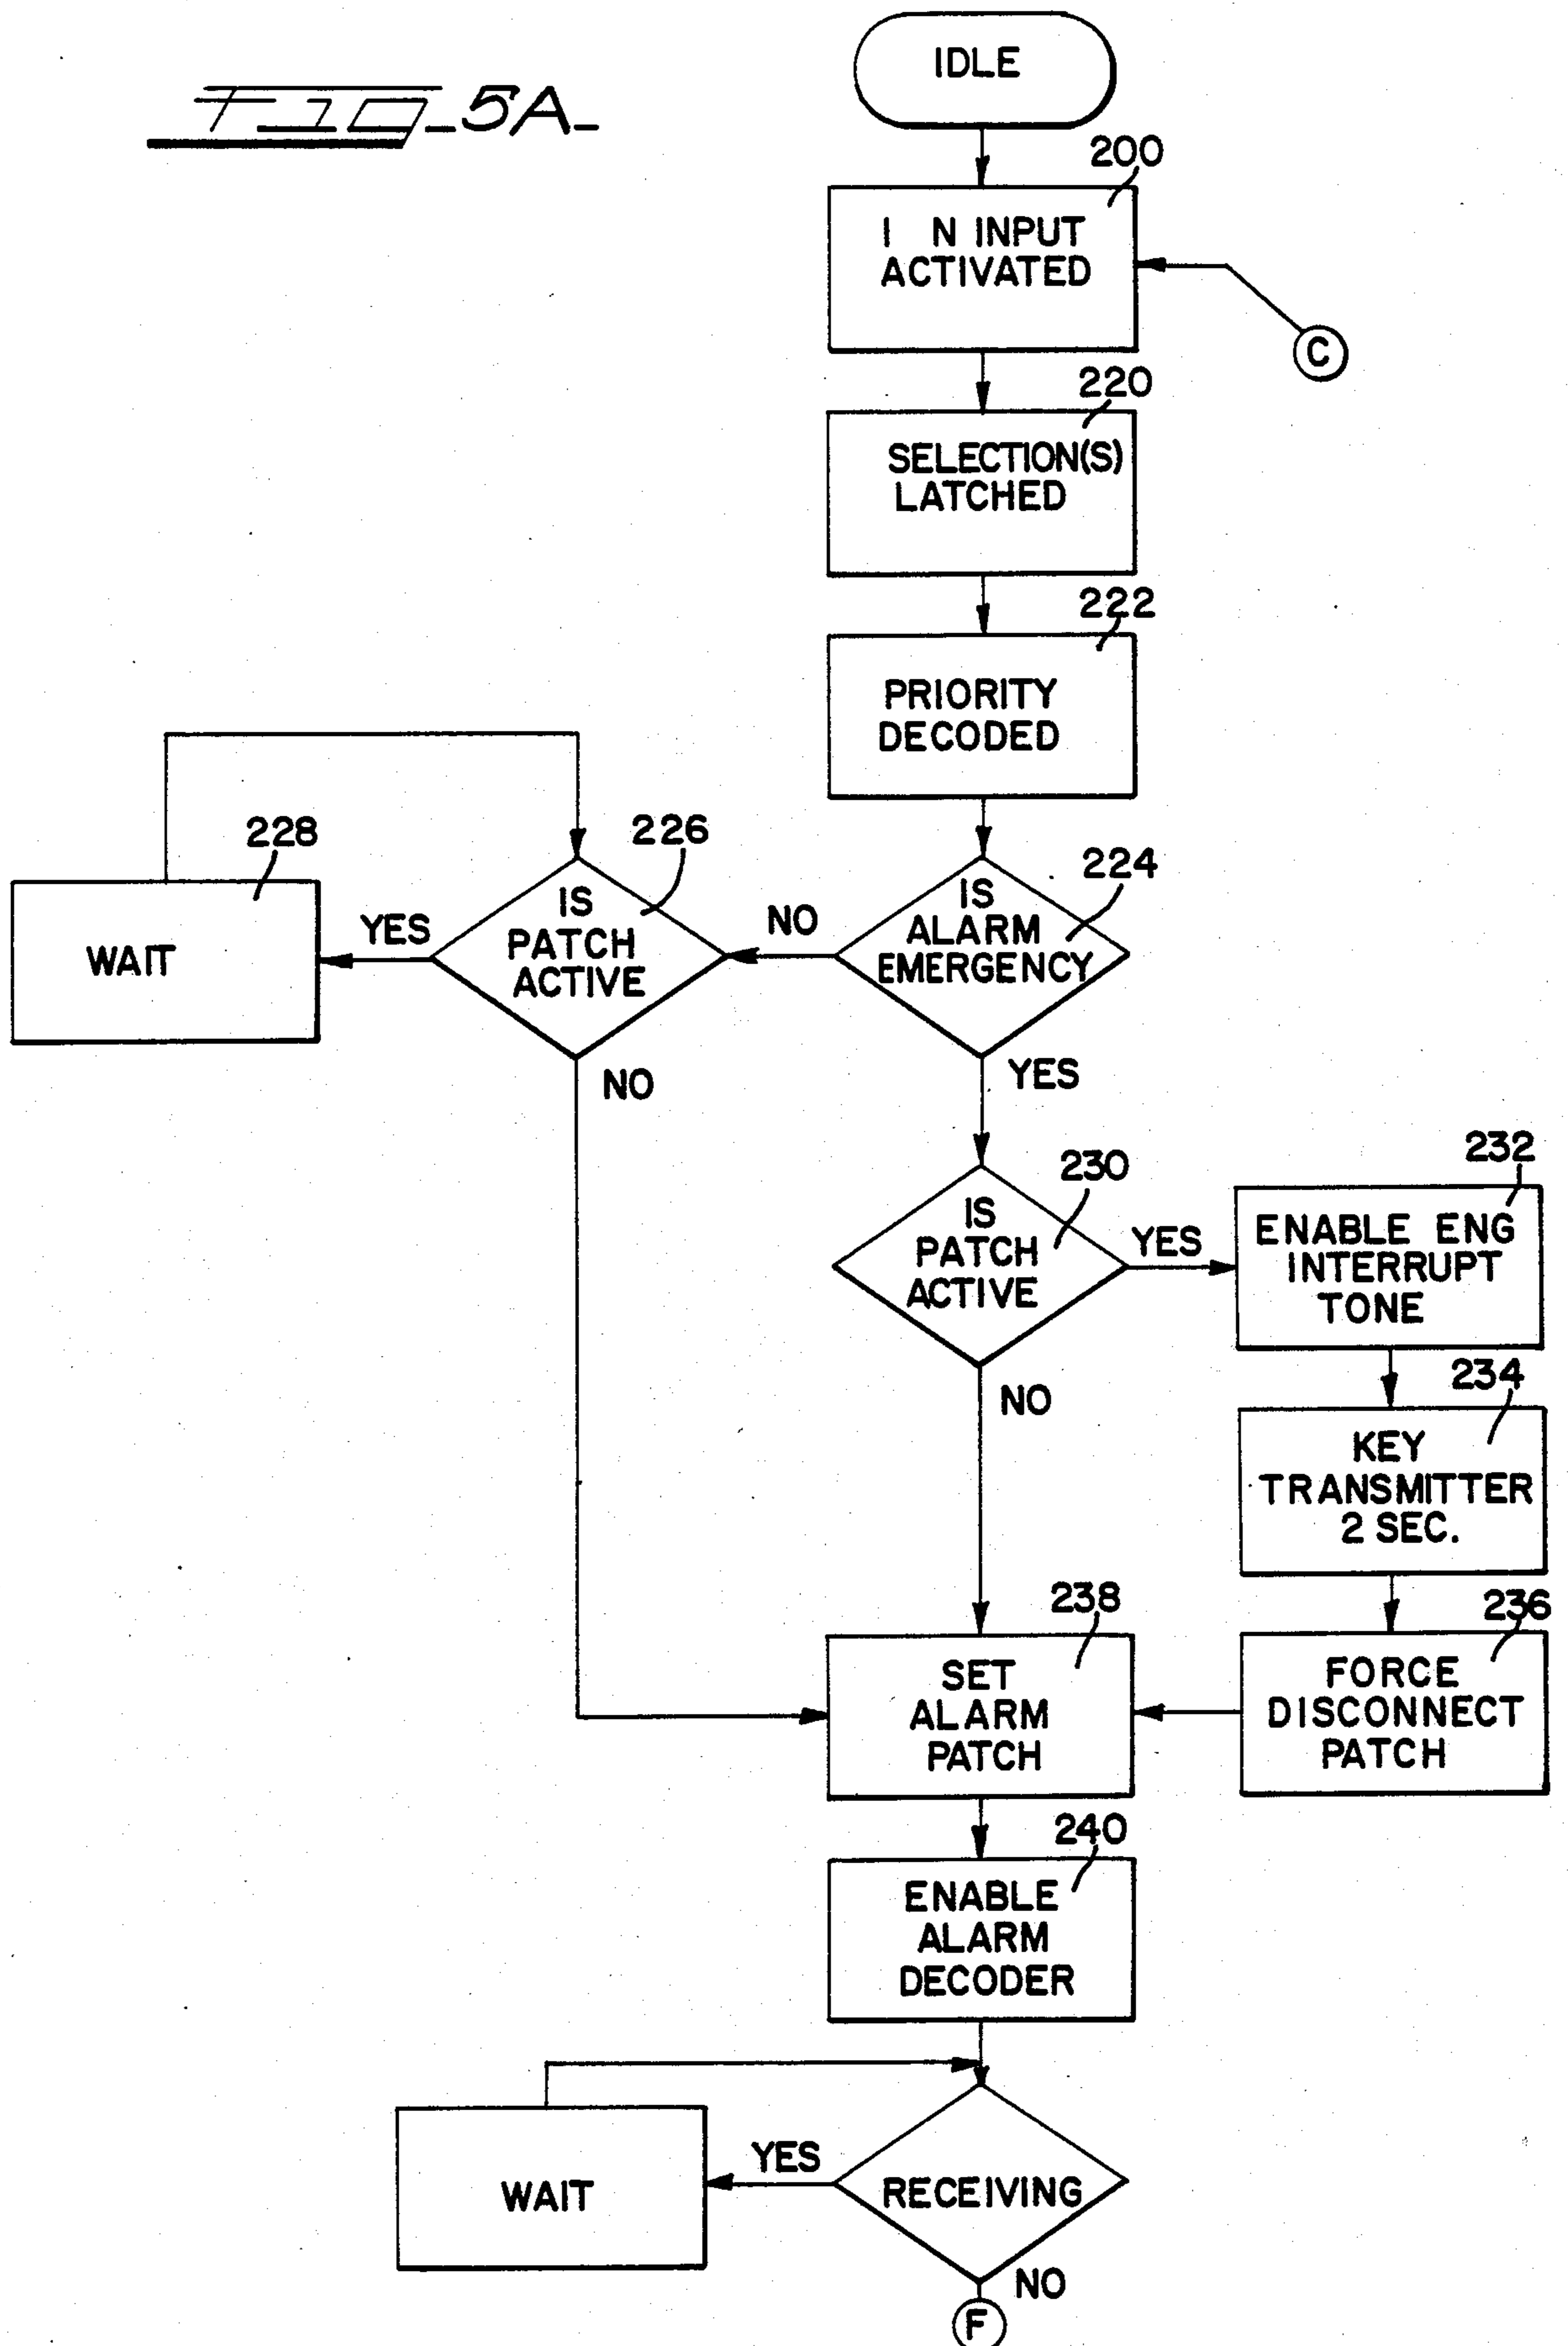 FIG_5A_
IDLE
200
I N INPUT
ACTIVATED
C
220
SELECTION(S)
LATCHED
222
PRIORITY
DECODED
228
WAIT
YES
226
IS
PATCH
ACTIVE
NO
NO
224
IS
ALARM
EMERGENCY
YES
230
IS
PATCH
ACTIVE
YES
NO
232
ENABLE ENG
INTERRUPT
TONE
234
KEY
TRANSMITTER
2 SEC.
236
FORCE
DISCONNECT
PATCH
238
SET
ALARM
PATCH
240
ENABLE
ALARM
DECODER
WAIT
YES
RECEIVING
NO
F